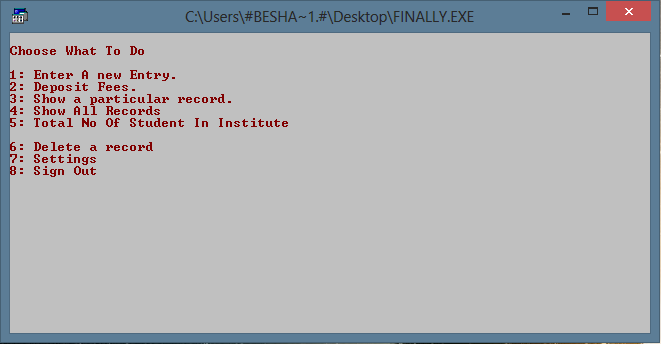 C:\Users\#BESHA~1.#\Desktop\FINALLY.EXE
Choose What To Do
1: Enter A new Entry.
2: Deposit Fees.
3: Show a particular record.
4: Show All Records
5: Total No Of Student In Institute
6: Delete a record
7: Settings
8: Sign Out